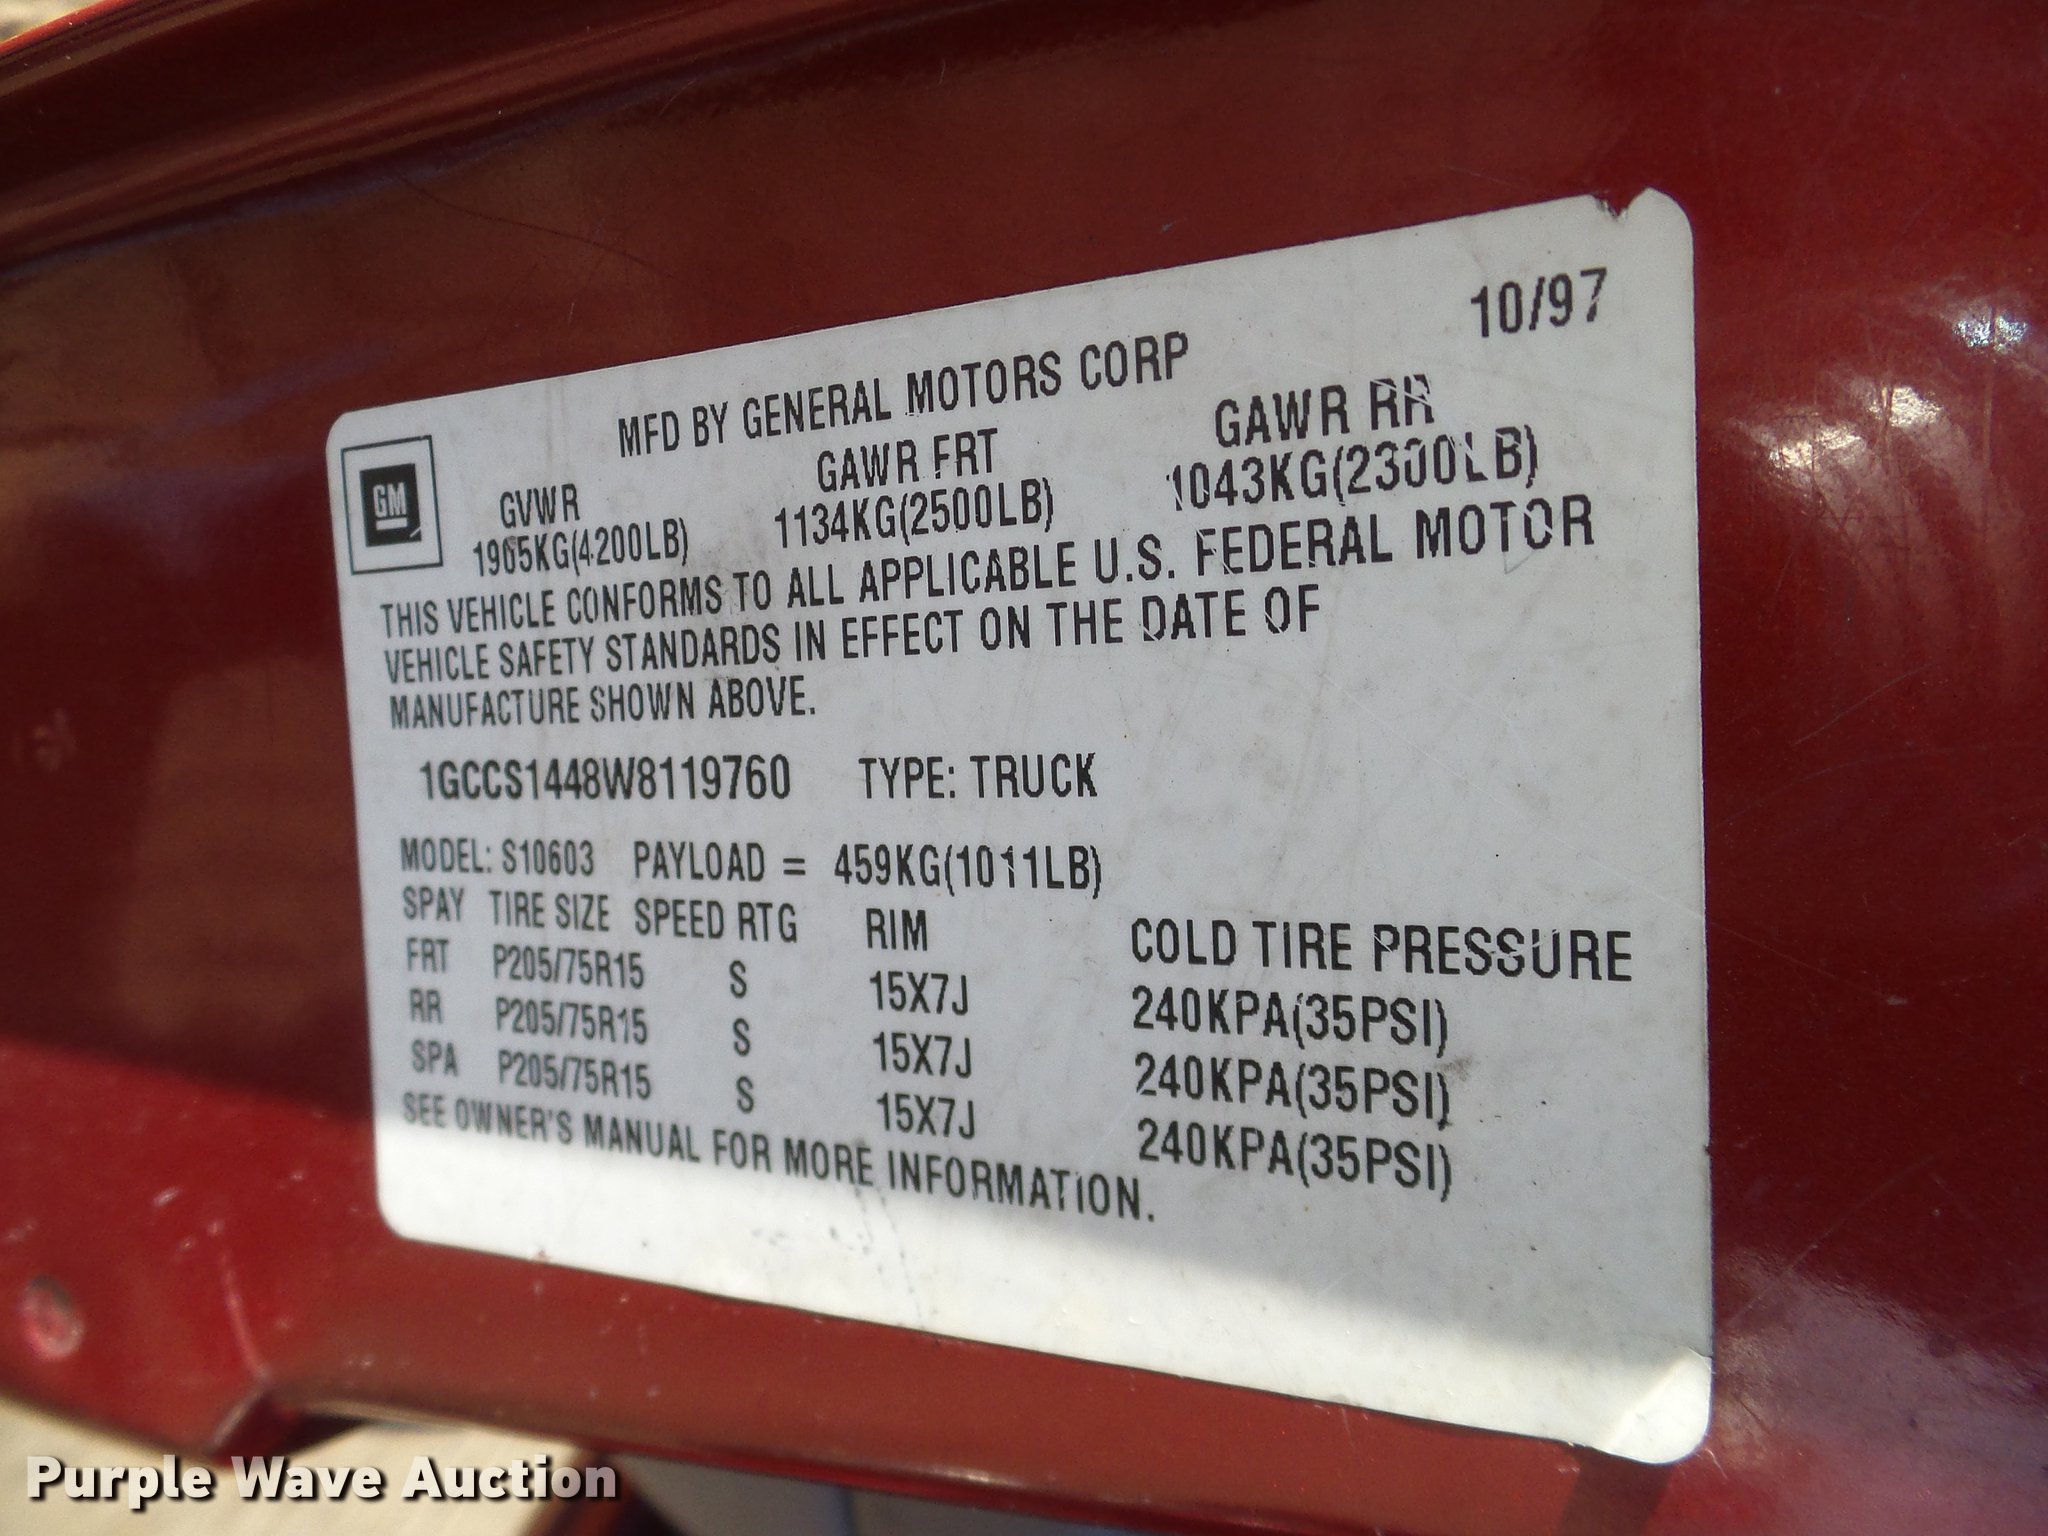 10/97
MFD BY GENERAL MOTORS CORP
GM
GVWR GAWR FRT GAWR RR
1905KG(4200LB) 1134KG(2500LB) 1043KG(2300LB)
THIS VEHICLE CONFORMS TO ALL APPLICABLE U.S. FEDERAL MOTOR
VEHICLE SAFETY STANDARDS IN EFFECT ON THE DATE OF
MANUFACTURE SHOWN ABOVE.
1GCCS1448W8119760 TYPE: TRUCK
MODEL: S10603 PAYLOAD = 459KG(1011LB)
SPAY TIRE SIZE SPEED RTG RIM COLD TIRE PRESSURE
FRT P205/75R15 S 15X7J 240KPA(35PSI)
RR P205/75R15 S 15X7J 240KPA(35PSI)
SPA P205/75R15 S 15X7J 240KPA(35PSI)
SEE OWNER'S MANUAL FOR MORE INFORMATION.
Purple Wave Auction